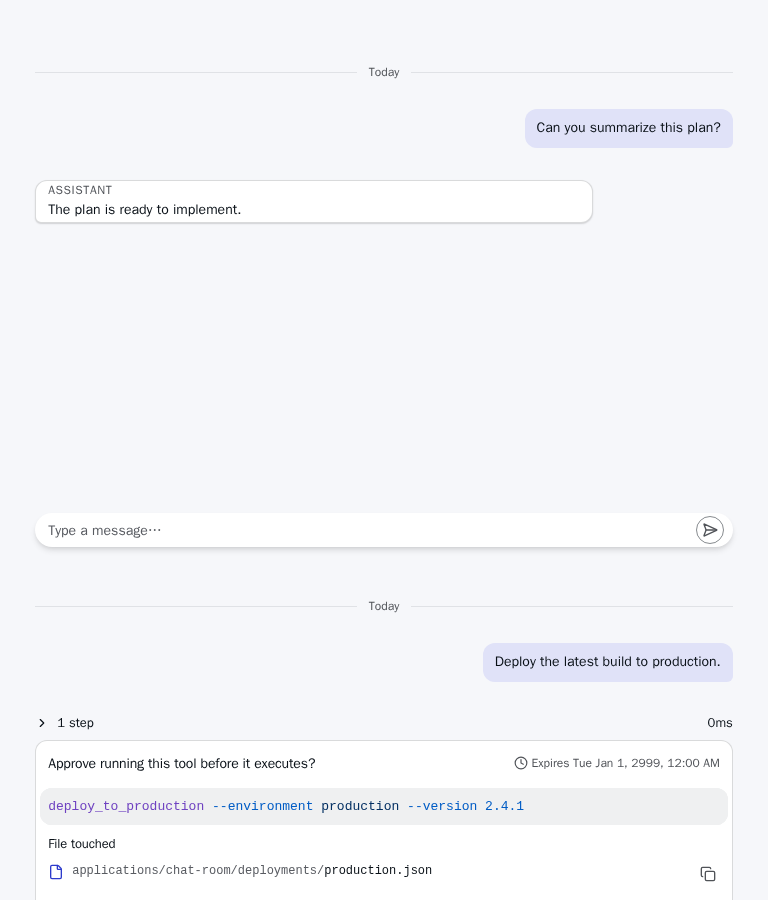 Today
Can you summarize this plan?
ASSISTANT
The plan is ready to implement.
Type a message…
Today
Deploy the latest build to production.
1 step 0ms
Approve running this tool before it executes? Expires Tue Jan 1, 2999, 12:00 AM
deploy_to_production --environment production --version 2.4.1
File touched
applications/chat-room/deployments/production.json